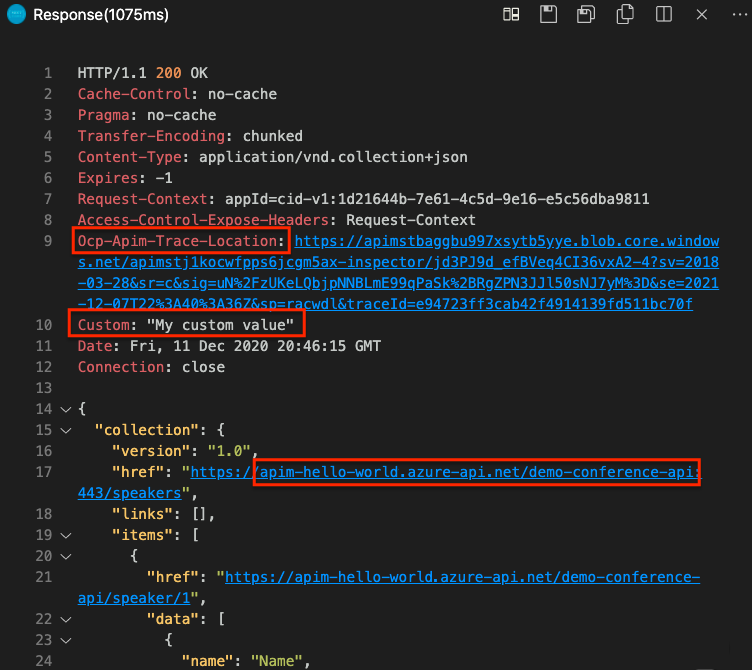 Response(1075ms)
1 HTTP/1.1 200 OK
2 Cache-Control: no-cache
3 Pragma: no-cache
4 Transfer-Encoding: chunked
5 Content-Type: application/vnd.collection+json
6 Expires: -1
7 Request-Context: appId=cid-v1:1d21644b-7e61-4c5d-9e16-e5c56dba9811
8 Access-Control-Expose-Headers: Request-Context
9 Ocp-Apim-Trace-Location: https://apimstbaggbu997xsytb5yye.blob.core.window
s.net/apimstj1kocwfpps6jcgm5ax-inspector/jd3PJ9d_efBVeq4CI36vxA2-4?sv=2018
-03-28&sr=c&sig=uN%2FzUKeLQbjpNNBLmE99qPaSk%2BRgZPN3JJl50sNJ7yM%3D&se=2021
-12-07T22%3A40%3A36Z&sp=racwdl&traceId=e94723ff3cab42f4914139fd511bc70f
10 Custom: "My custom value"
11 Date: Fri, 11 Dec 2020 20:46:15 GMT
12 Connection: close
13
14 {
15 "collection": {
16 "version": "1.0",
17 "href": "https://apim-hello-world.azure-api.net/demo-conference-api:
443/speakers",
18 "links": [],
19 "items": [
20 {
21 "href": "https://apim-hello-world.azure-api.net/demo-conference-
api/speaker/1",
22 "data": [
23 {
24 "name": "Name",